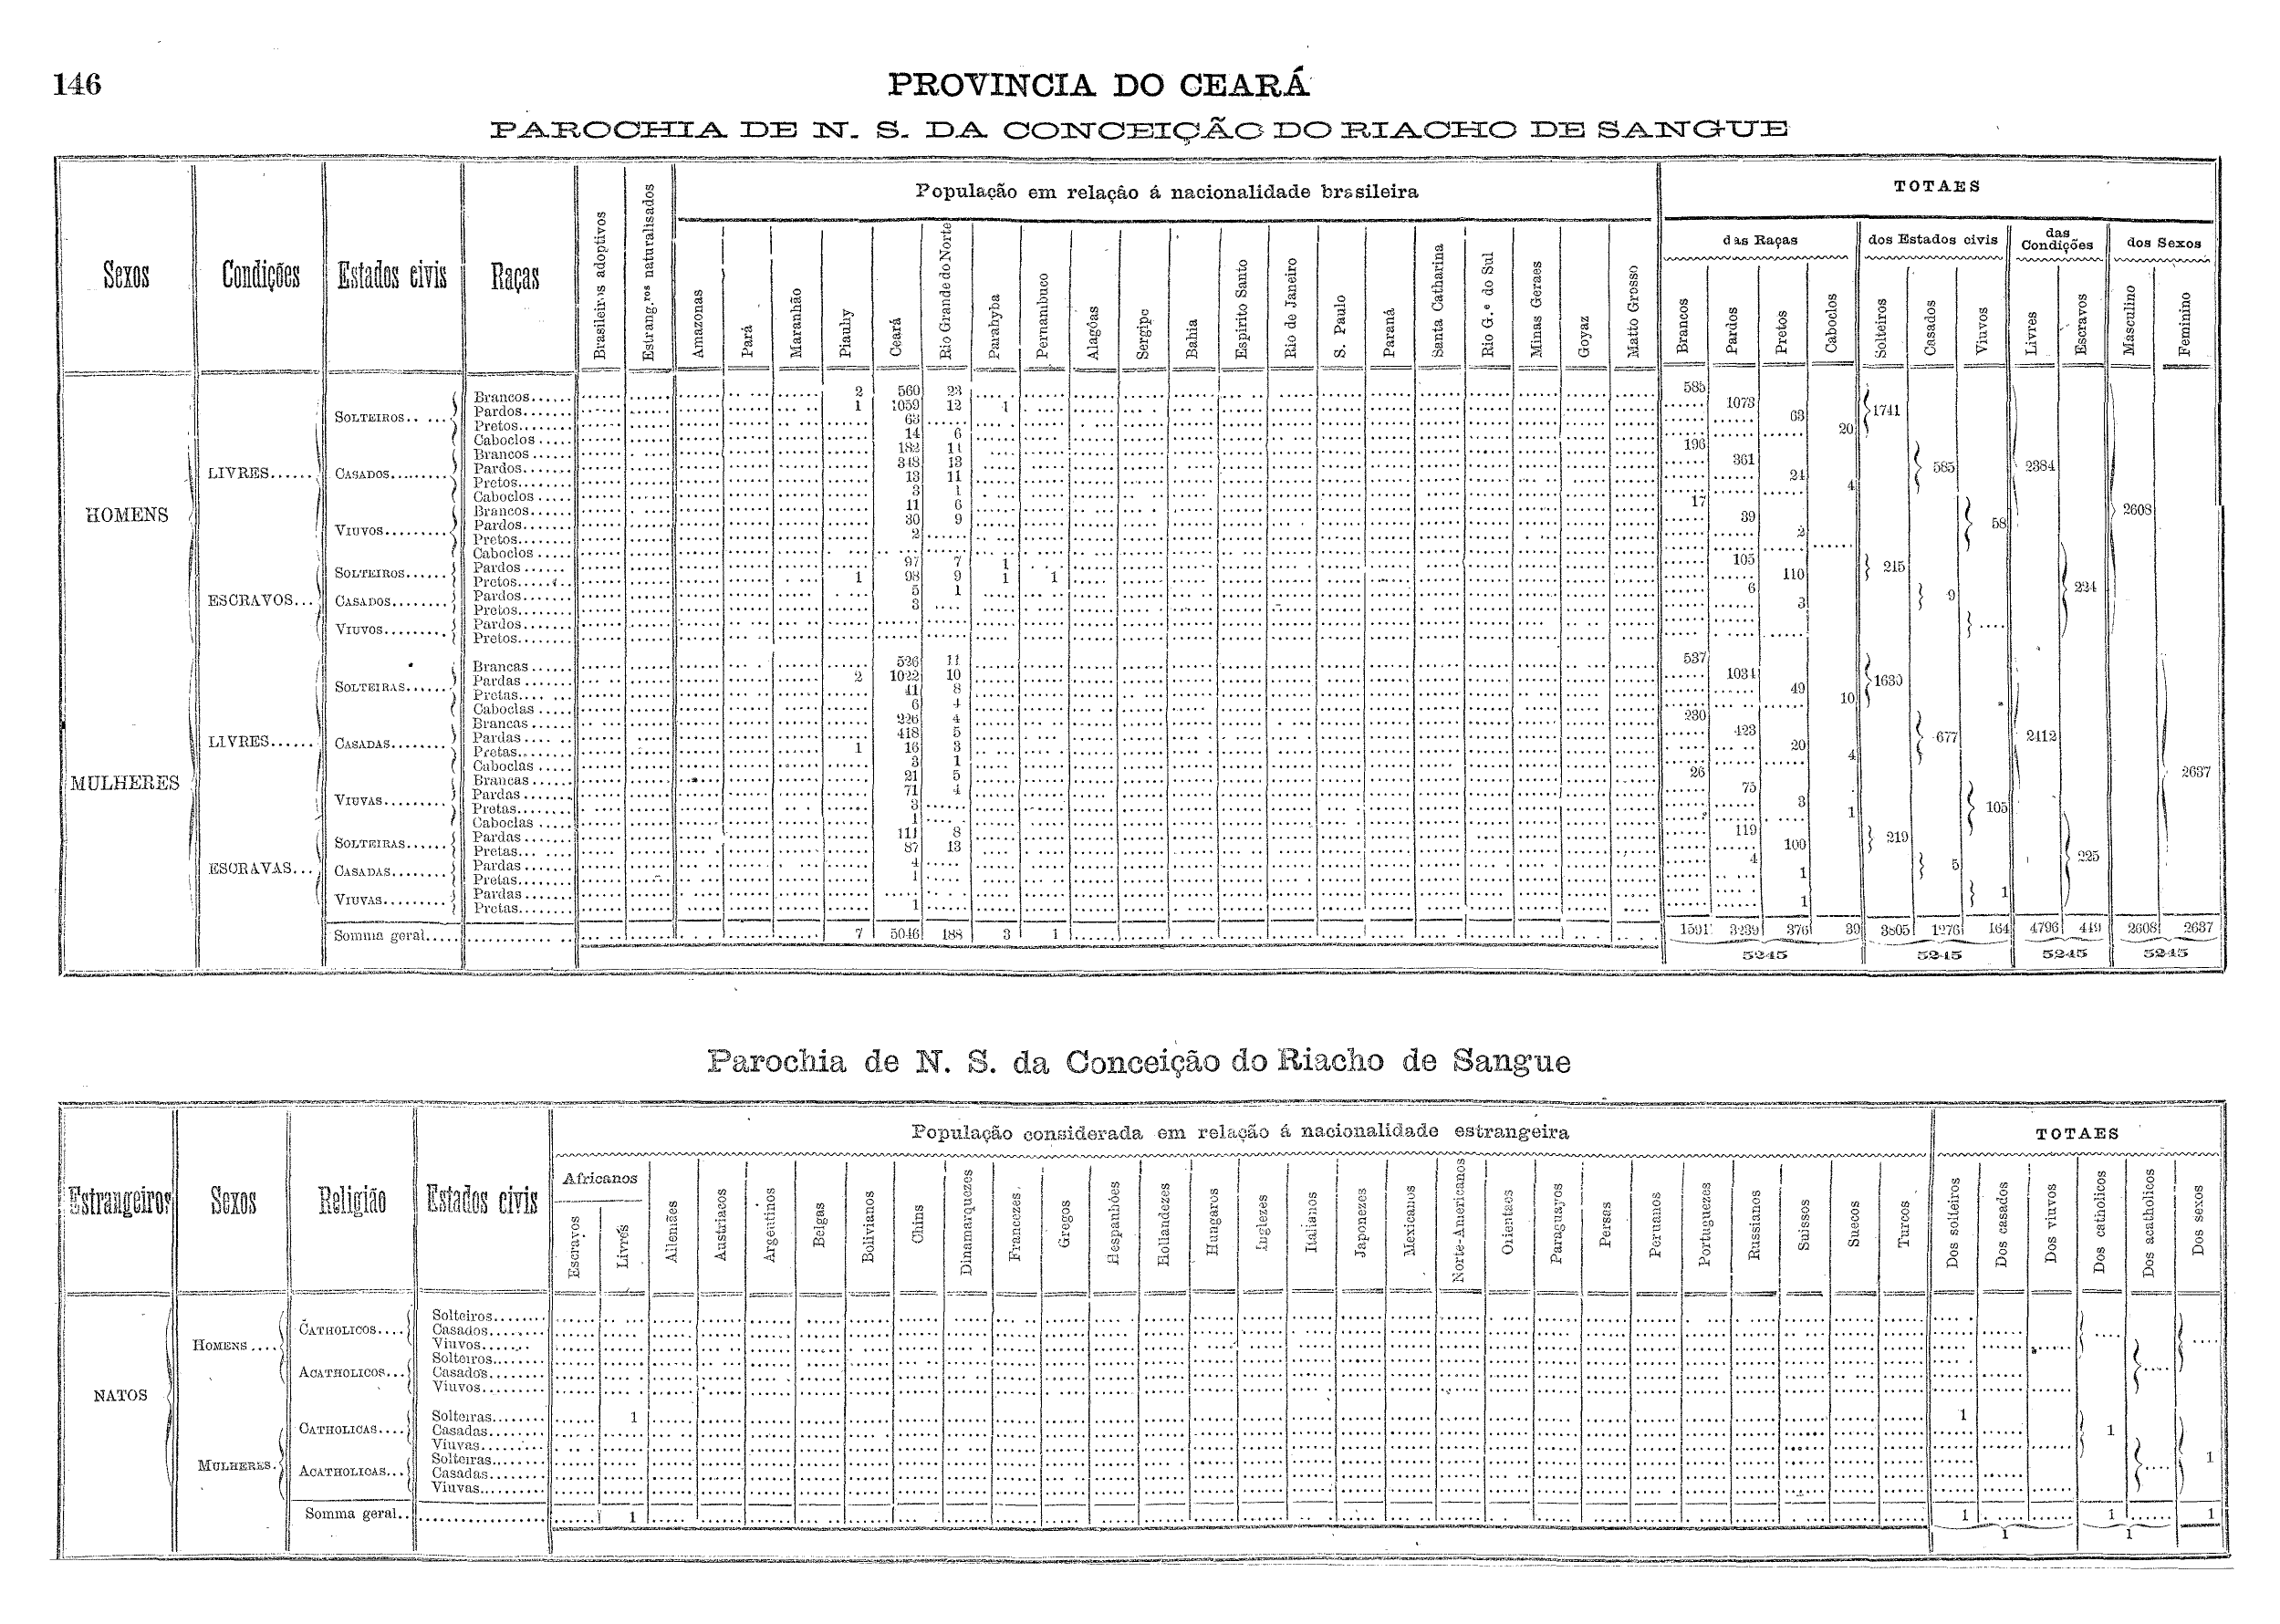 146
PROVINCIA DO CEARÁ
PAROCHIA DE N. S. DA CONCEIÇÃO DO RIACHO DE SANGUE
Sexos Condições Estados civis Raças Brasileiros adoptivos Estrang.ros naturalisados População em relação á nacionalidade brasileira TOTAES
das Raças dos Estados civis das Condições dos Sexos
Amazonas Pará Maranhão Piauhy Ceará Rio Grande do Norte Parahyba Pernambuco Alagôas Sergipe Bahia Espirito Santo Rio de Janeiro S. Paulo Paraná Santa Catharina Rio G.e do Sul Minas Geraes Goyaz Matto Grosso Brancos Pardos Pretos Caboclos Solteiros Casados Viuvos Livres Escravos Masculino Feminino
HOMENS 2608
LIVRES 2384
SOLTEIROS 1741
Brancos 2 560 23 585
Pardos 1 1059 12 1 1073
Pretos 63 63
Caboclos 14 6 20
CASADOS 585
Brancos 182 14 196
Pardos 348 13 361
Pretos 13 11 24
Caboclos 3 1 4
VIUVOS 58
Brancos 11 6 17
Pardos 30 9 39
Pretos 2 2
Caboclos
ESCRAVOS 224
SOLTEIROS 215
Pardos 97 7 1 105
Pretos 1 98 9 1 1 110
CASADOS 9
Pardos 5 1 6
Pretos 3 3
VIUVOS
Pardos
Pretos
MULHERES 2637
LIVRES 2412
SOLTEIRAS 1630
Brancas 526 11 537
Pardas 2 1022 10 1034
Pretas 41 8 49
Caboclas 6 4 10
CASADAS 677
Brancas 226 4 230
Pardas 418 5 423
Pretas 1 16 3 20
Caboclas 3 1 4
VIUVAS 105
Brancas 21 5 26
Pardas 71 4 75
Pretas 3 3
Caboclas 1 1
ESCRAVAS 225
SOLTEIRAS 219
Pardas 111 8 119
Pretas 87 13 100
CASADAS 5
Pardas 4 4
Pretas 1 1
VIUVAS 1
Pardas
Pretas 1 1
Somma geral 7 5046 188 3 1 1591 3239 376 39 3805 1276 164 4796 449 2608 2637
5245 5245 5245 5245
Parochia de N. S. da Conceição do Riacho de Sangue
Estrangeiros Sexos Religião Estados civis População considerada em relação á nacionalidade estrangeira TOTAES
Africanos
Escravos Livres Allemães Austriacos Argentinos Belgas Bolivianos Chins Dinamarquezes Francezes Gregos Hespanhóes Hollandezes Hungaros Inglezes Italianos Japonezes Mexicanos Norte-Americanos Orientaes Paraguayos Persas Peruanos Portuguezes Russianos Suissos Suecos Turcos Dos solteiros Dos casados Dos viuvos Dos catholicos Dos acatholicos Dos sexos
NATOS
HOMENS
CATHOLICOS
Solteiros
Casados
Viuvos
ACATHOLICOS
Solteiros
Casados
Viuvos
MULHERES 1
CATHOLICAS 1
Solteiras 1 1
Casadas
Viuvas
ACATHOLICAS
Solteiras
Casadas
Viuvas
Somma geral 1 1 1 1
1 1